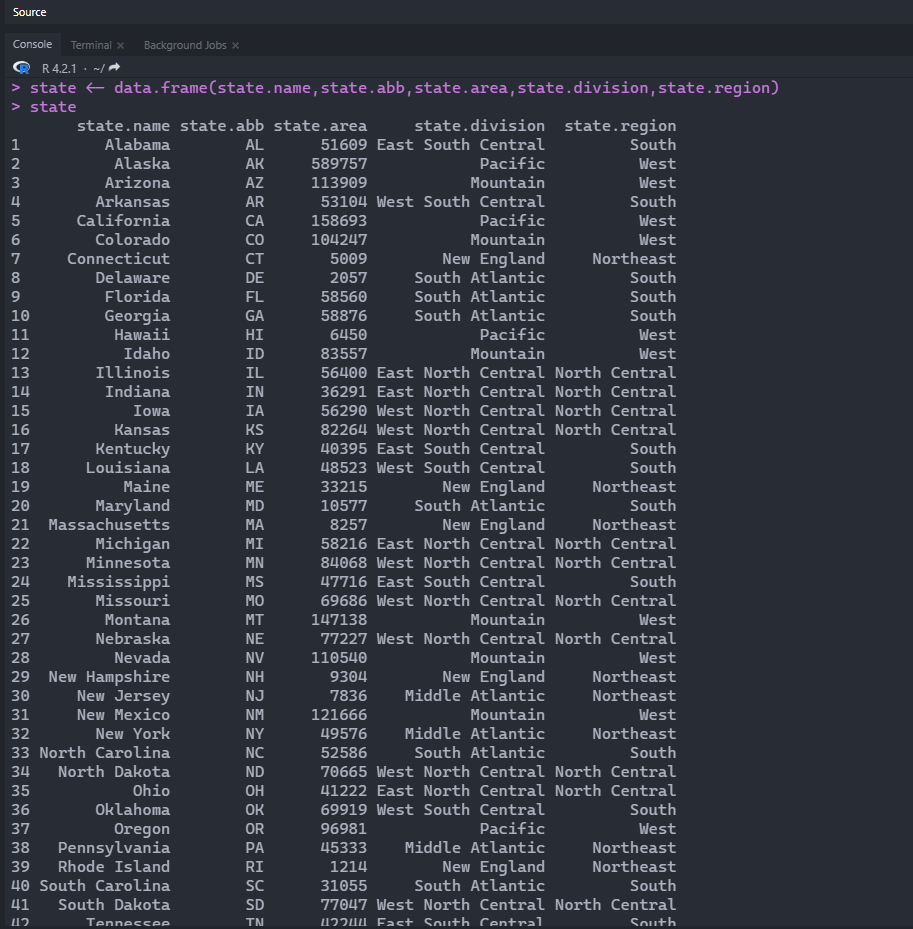 Source
Console Terminal × Background Jobs ×
R 4.2.1 · ~/
> state <- data.frame(state.name,state.abb,state.area,state.division,state.region)
> state
state.name state.abb state.area state.division state.region
1 Alabama AL 51609 East South Central South
2 Alaska AK 589757 Pacific West
3 Arizona AZ 113909 Mountain West
4 Arkansas AR 53104 West South Central South
5 California CA 158693 Pacific West
6 Colorado CO 104247 Mountain West
7 Connecticut CT 5009 New England Northeast
8 Delaware DE 2057 South Atlantic South
9 Florida FL 58560 South Atlantic South
10 Georgia GA 58876 South Atlantic South
11 Hawaii HI 6450 Pacific West
12 Idaho ID 83557 Mountain West
13 Illinois IL 56400 East North Central North Central
14 Indiana IN 36291 East North Central North Central
15 Iowa IA 56290 West North Central North Central
16 Kansas KS 82264 West North Central North Central
17 Kentucky KY 40395 East South Central South
18 Louisiana LA 48523 West South Central South
19 Maine ME 33215 New England Northeast
20 Maryland MD 10577 South Atlantic South
21 Massachusetts MA 8257 New England Northeast
22 Michigan MI 58216 East North Central North Central
23 Minnesota MN 84068 West North Central North Central
24 Mississippi MS 47716 East South Central South
25 Missouri MO 69686 West North Central North Central
26 Montana MT 147138 Mountain West
27 Nebraska NE 77227 West North Central North Central
28 Nevada NV 110540 Mountain West
29 New Hampshire NH 9304 New England Northeast
30 New Jersey NJ 7836 Middle Atlantic Northeast
31 New Mexico NM 121666 Mountain West
32 New York NY 49576 Middle Atlantic Northeast
33 North Carolina NC 52586 South Atlantic South
34 North Dakota ND 70665 West North Central North Central
35 Ohio OH 41222 East North Central North Central
36 Oklahoma OK 69919 West South Central South
37 Oregon OR 96981 Pacific West
38 Pennsylvania PA 45333 Middle Atlantic Northeast
39 Rhode Island RI 1214 New England Northeast
40 South Carolina SC 31055 South Atlantic South
41 South Dakota SD 77047 West North Central North Central
42 Tennessee TN 42244 East South Central South